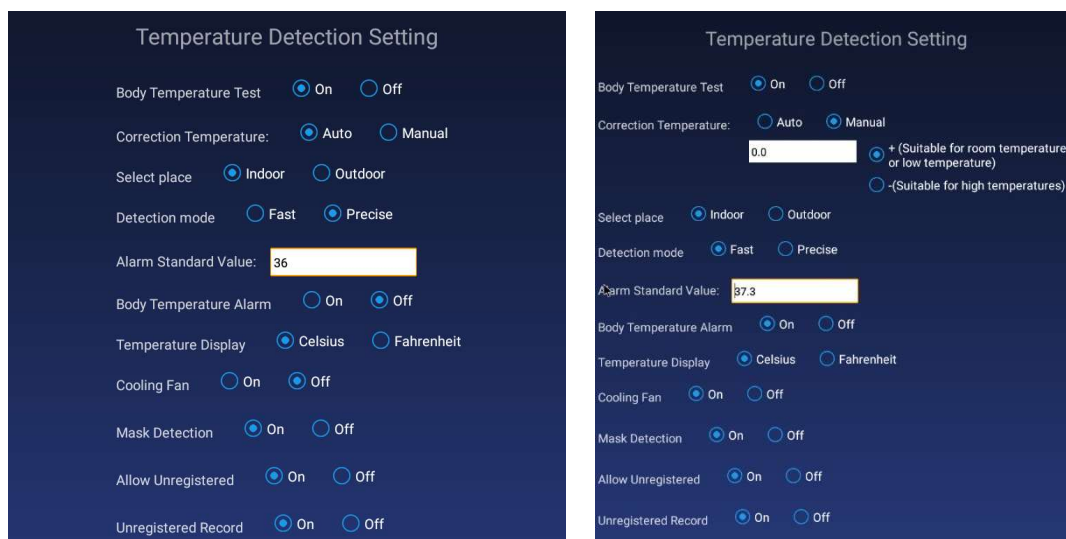 Temperature Detection Setting
Body Temperature Test On Off
Correction Temperature: Auto Manual
Select place Indoor Outdoor
Detection mode Fast Precise
Alarm Standard Value: 36
Body Temperature Alarm On Off
Temperature Display Celsius Fahrenheit
Cooling Fan On Off
Mask Detection On Off
Allow Unregistered On Off
Unregistered Record On Off
Temperature Detection Setting
Body Temperature Test On Off
Correction Temperature: Auto Manual
0.0 + (Suitable for room temperature
or low temperature)
-(Suitable for high temperatures)
Select place Indoor Outdoor
Detection mode Fast Precise
Alarm Standard Value: 37.3
Body Temperature Alarm On Off
Temperature Display Celsius Fahrenheit
Cooling Fan On Off
Mask Detection On Off
Allow Unregistered On Off
Unregistered Record On Off